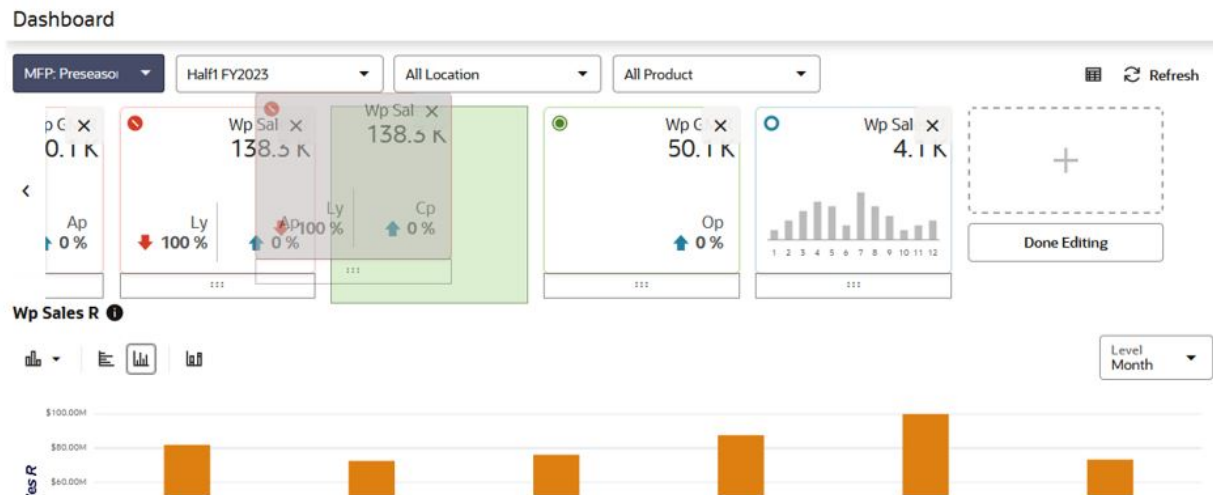 Dashboard
MFP: Preseaso
Half1 FY2023
All Location
All Product
Refresh
p G
0.1 K
Ap
0 %
Wp Sal
138.5 K
Ly
100 %
Ap
0 %
Wp Sal
138.5 K
Ly
100 %
Cp
0 %
Wp G
50.1 K
Op
0 %
Wp Sal
4.1 K
1 2 3 4 5 6 7 8 9 10 11 12
Done Editing
Wp Sales R
Level
Month
$100.00M
$80.00M
$60.00M
les R